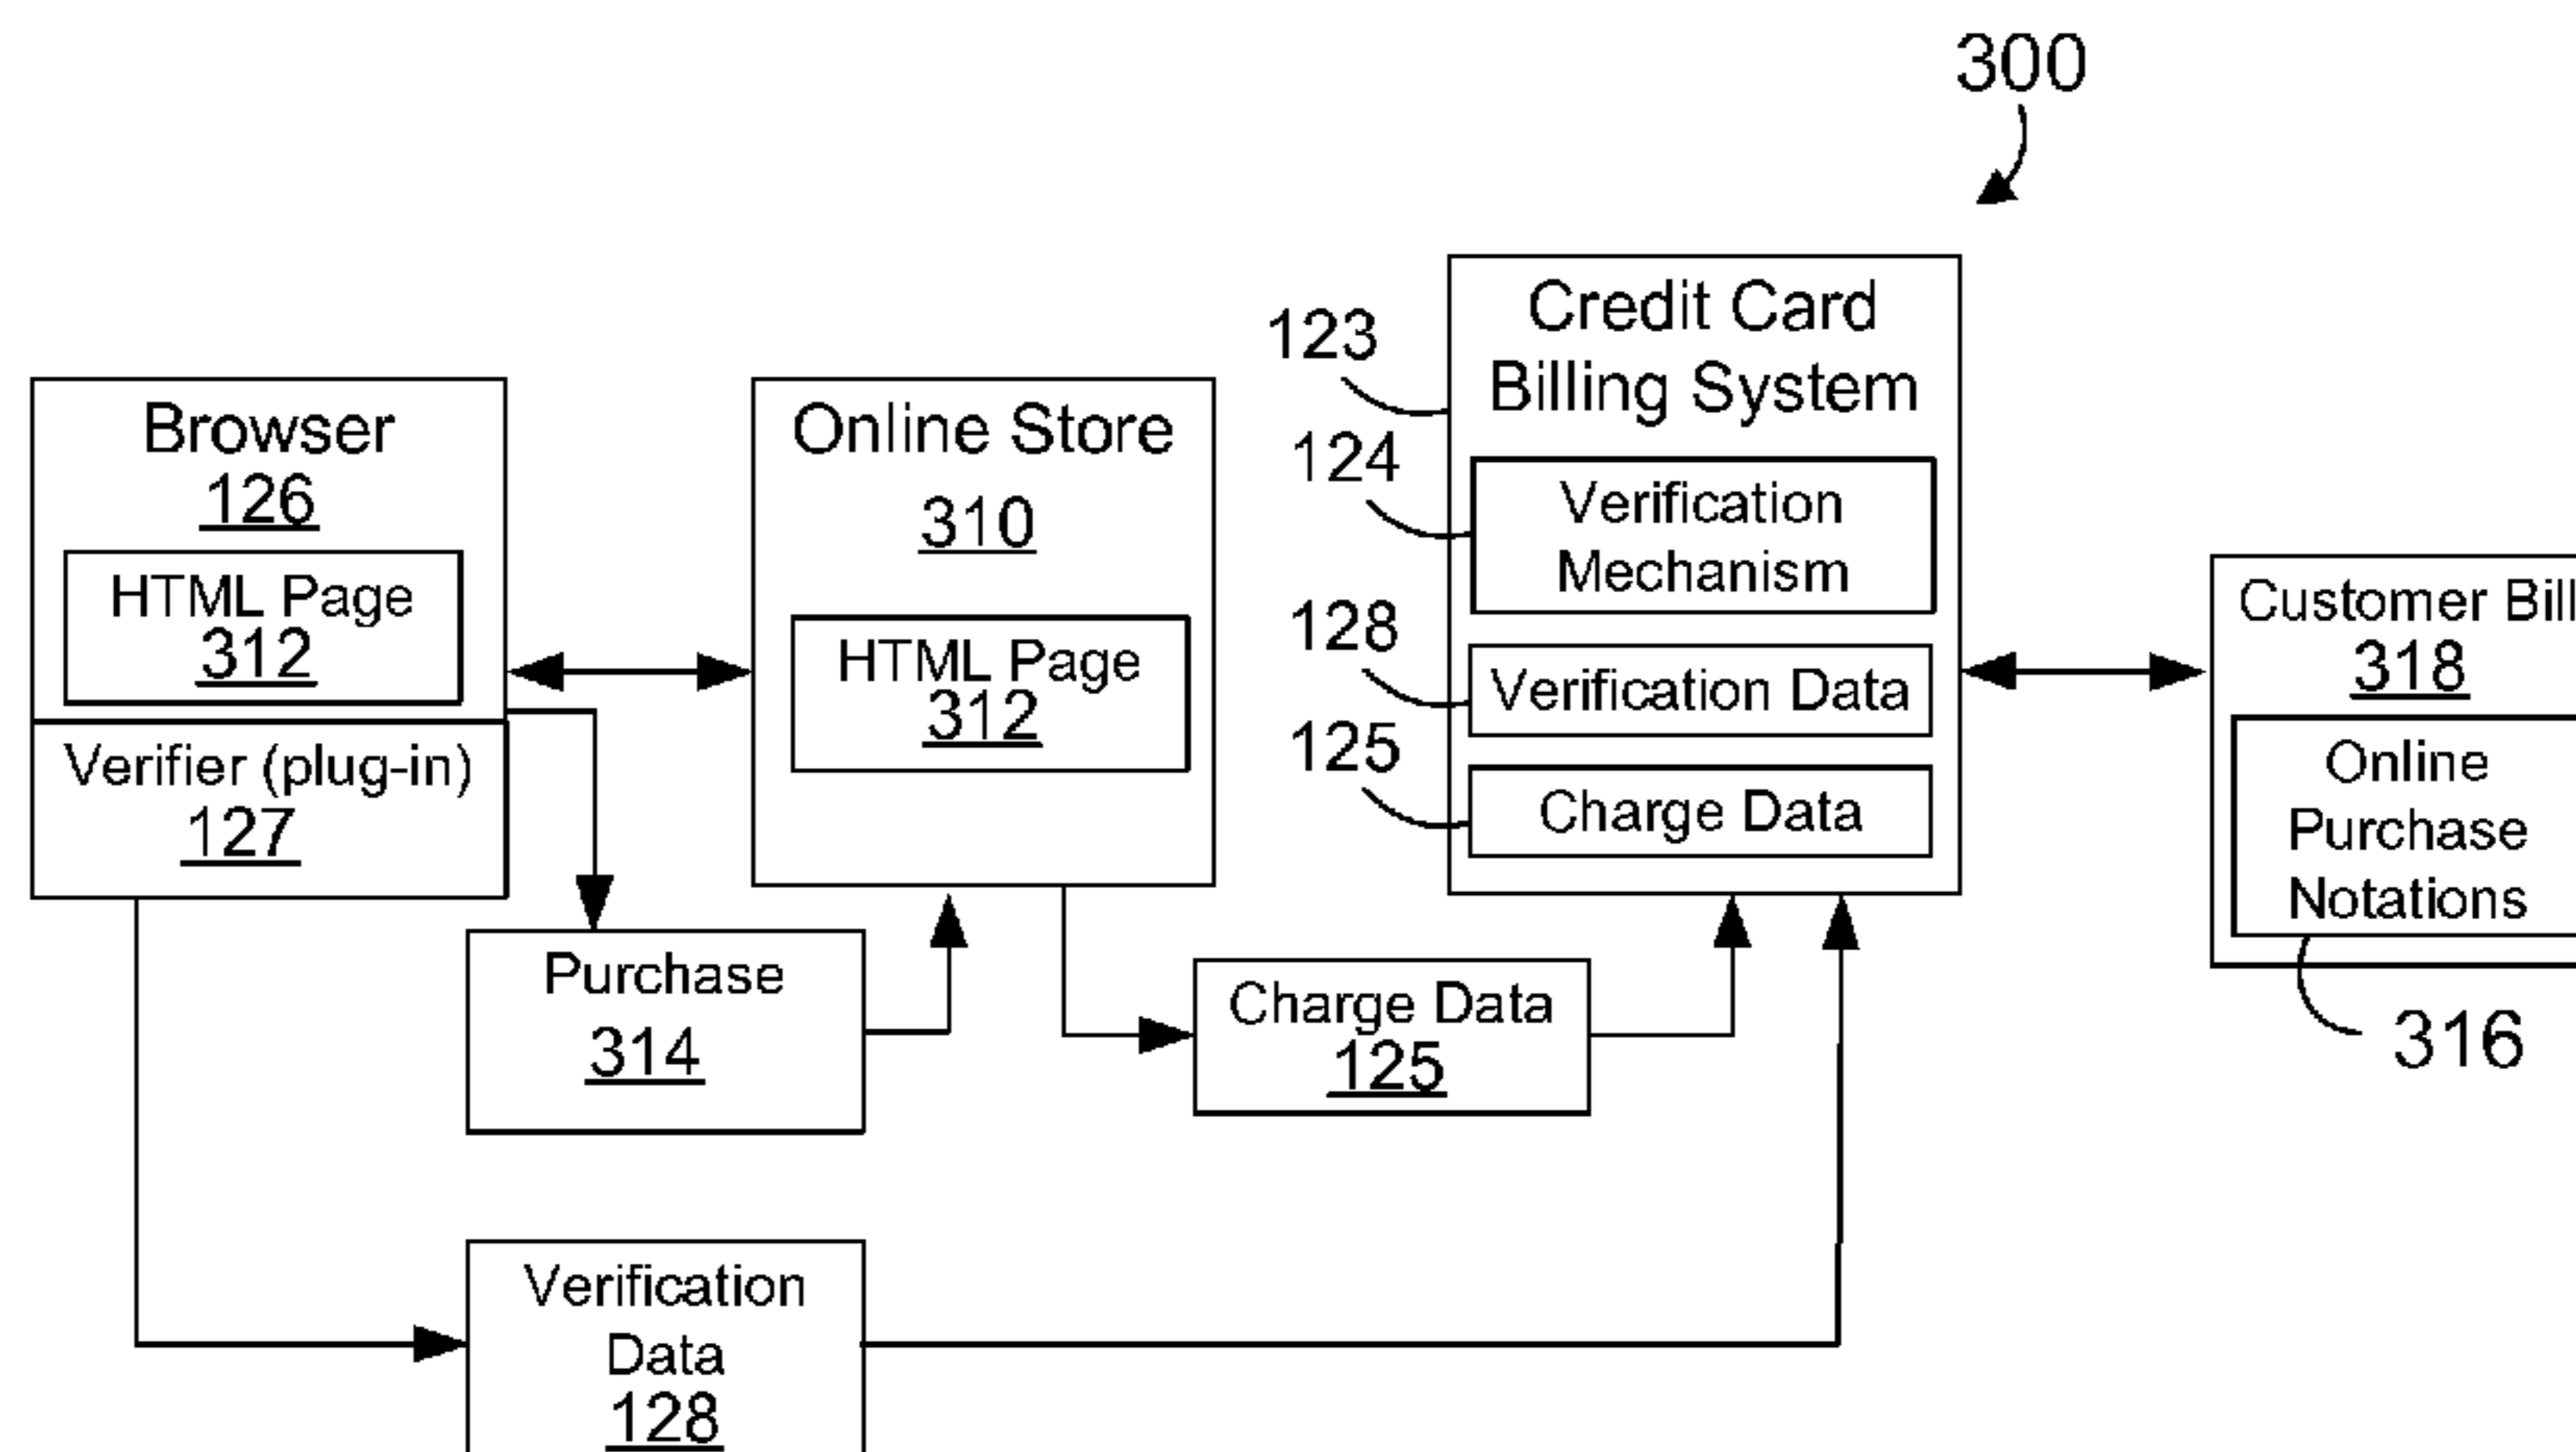 300
Browser
126
HTML Page
312
Verifier (plug-in)
127
Online Store
310
HTML Page
312
123
Credit Card
Billing System
124
Verification
Mechanism
128
Verification Data
125
Charge Data
Customer Bill
318
Online
Purchase
Notations
316
Purchase
314
Charge Data
125
Verification
Data
128